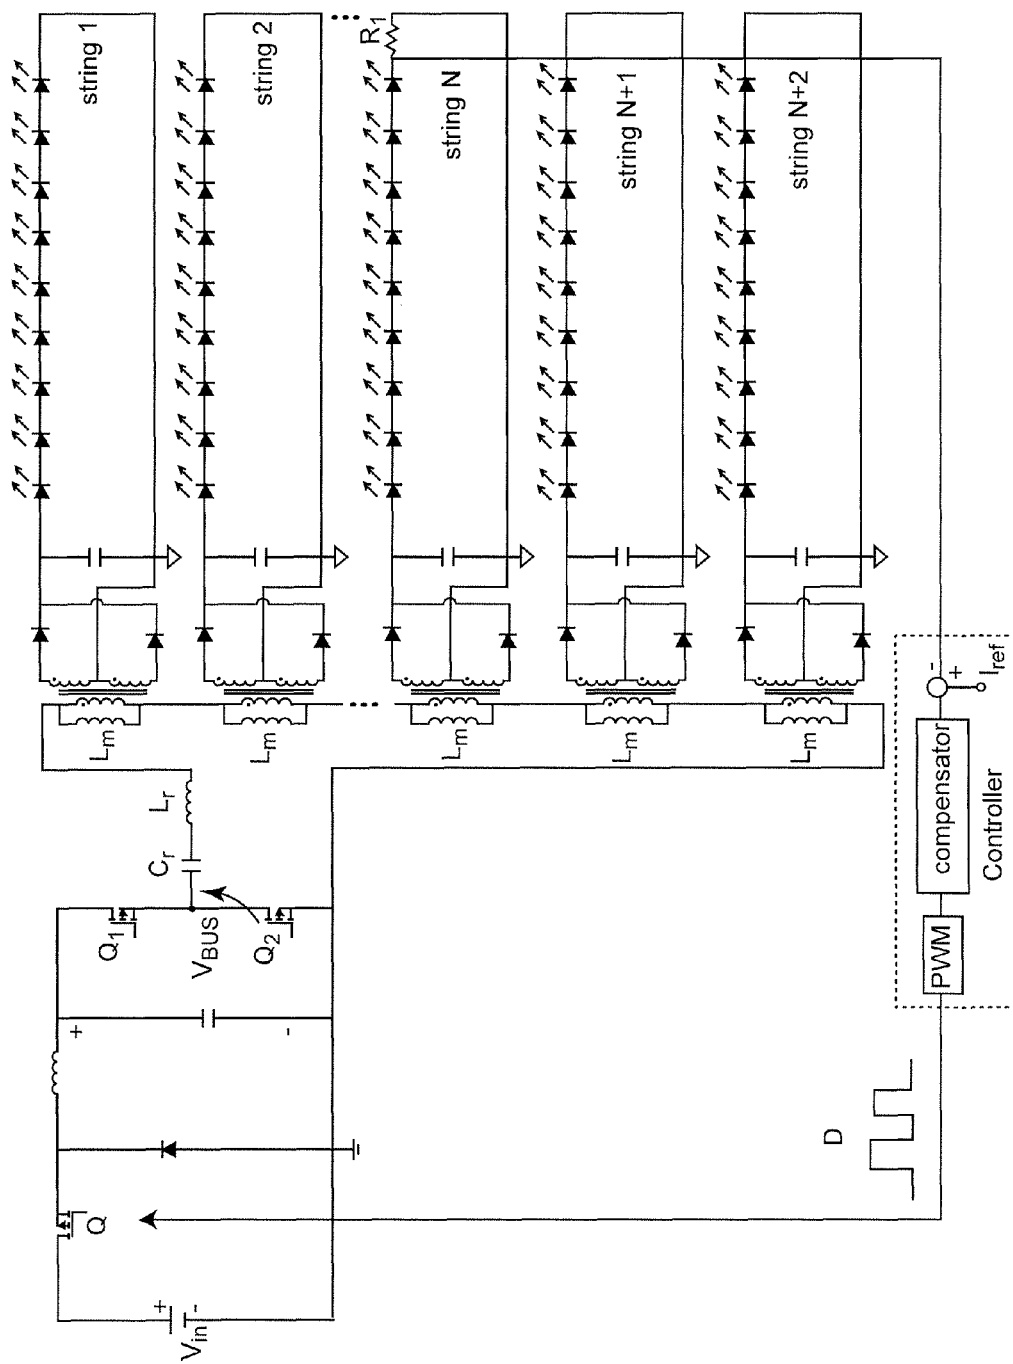 string 1
string 2
R1
string N
string N+1
string N+2
Lm
Lm
Lm
Lm
Lm
Lr
Cr
Q1
VBUS
Q2
+
-
Q
+
-
Vin
D
-
+
Iref
compensator
Controller
PWM